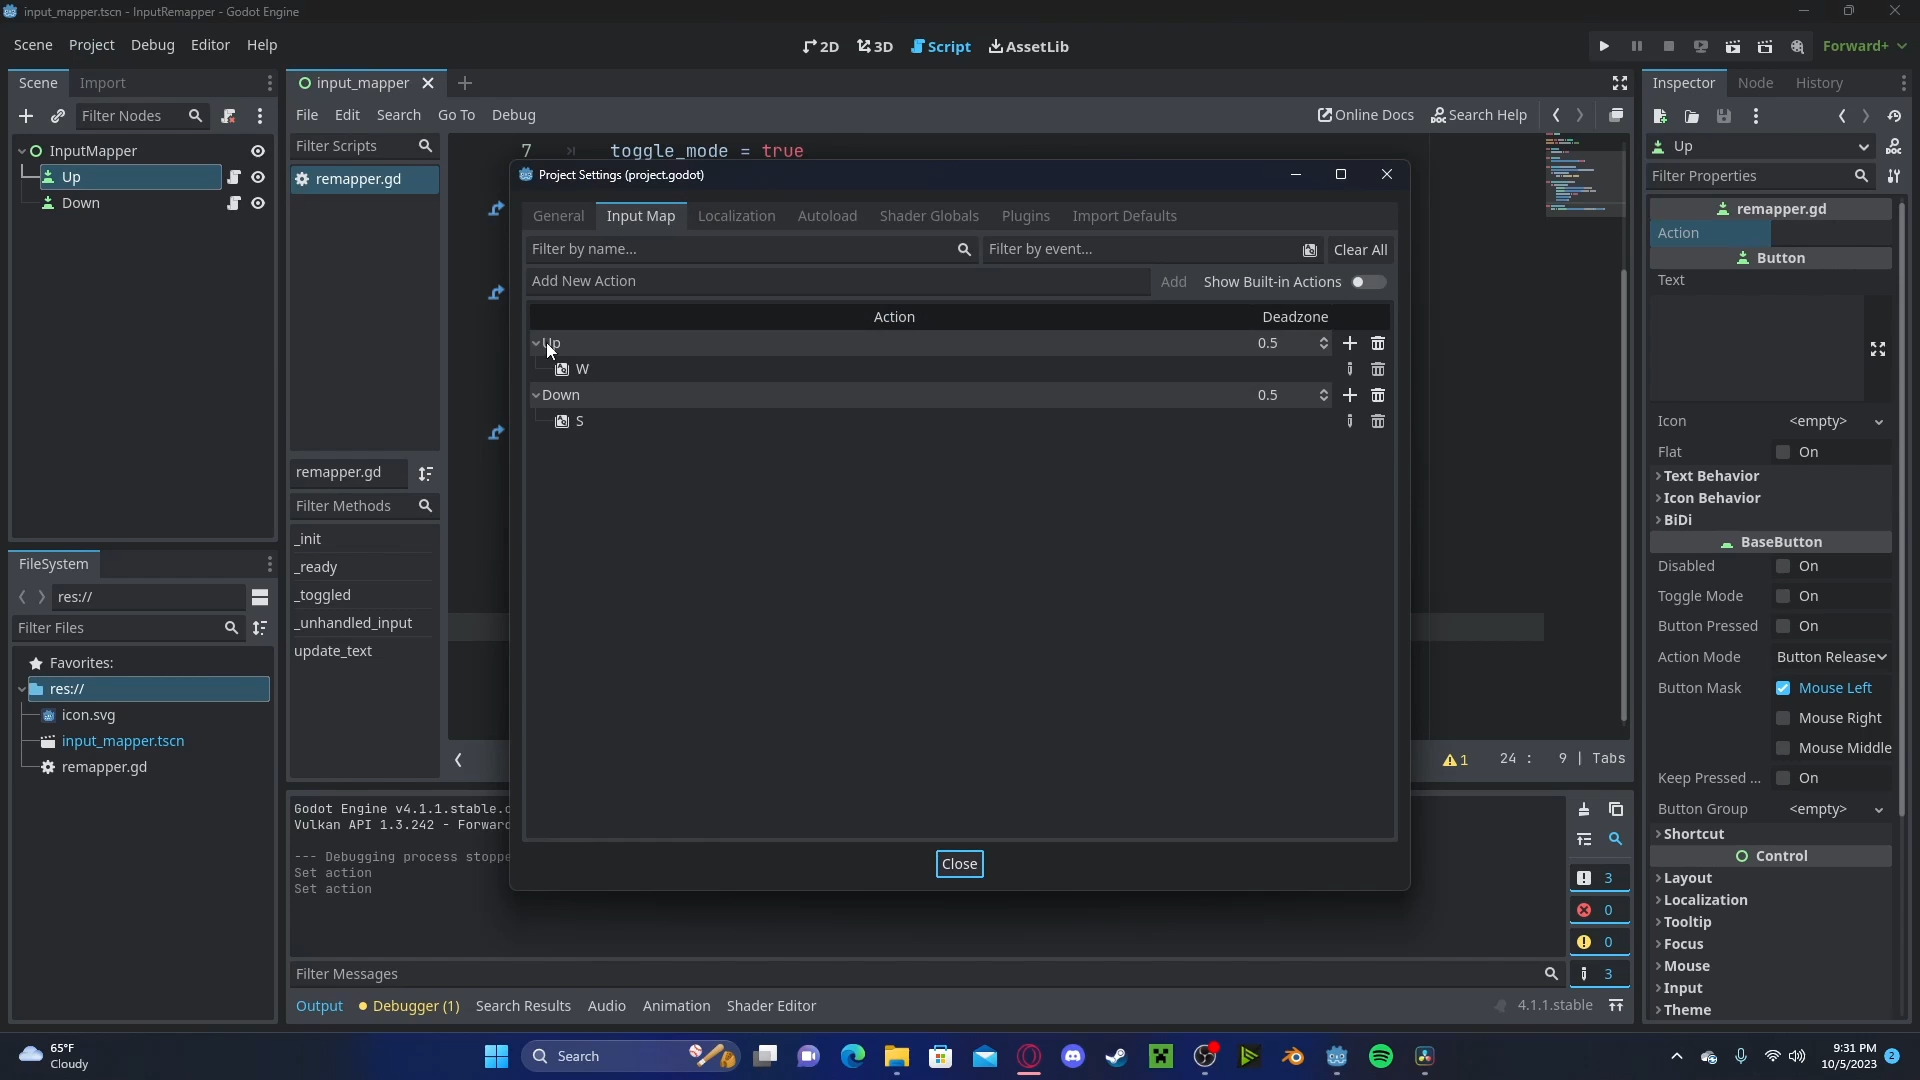 input_mapper.tscn - InputRemapper - Godot Engine
Scene Project Debug Editor Help
2D 3D Script AssetLib
Forward+
Scene Import
Filter Nodes
InputMapper
Up
Down
FileSystem
res://
Filter Files
Favorites:
res://
icon.svg
input_mapper.tscn
remapper.gd
input_mapper
File Edit Search Go To Debug
Online Docs Search Help
Filter Scripts
remapper.gd
remapper.gd
Filter Methods
_init
_ready
_toggled
_unhandled_input
update_text
7 toggle_mode = true
Project Settings (project.godot)
General Input Map Localization Autoload Shader Globals Plugins Import Defaults
Filter by name... Filter by event... Clear All
Add New Action Add Show Built-in Actions
Action Deadzone
Up 0.5
W
Down 0.5
S
Close
1 24 : 9 | Tabs
Godot Engine v4.1.1.stable.
Vulkan API 1.3.242 - Forward
--- Debugging process stoppe
Set action
Set action
3
0
0
3
Filter Messages
Output Debugger (1) Search Results Audio Animation Shader Editor
4.1.1.stable
Inspector Node History
Up
Filter Properties
remapper.gd
Action
Button
Text
Icon <empty>
Flat On
Text Behavior
Icon Behavior
BiDi
BaseButton
Disabled On
Toggle Mode On
Button Pressed On
Action Mode Button Release
Button Mask Mouse Left
Mouse Right
Mouse Middle
Keep Pressed ... On
Button Group <empty>
Shortcut
Control
Layout
Localization
Tooltip
Focus
Mouse
Input
Theme
65°F
Cloudy
Search
9:31 PM
10/5/2023
2